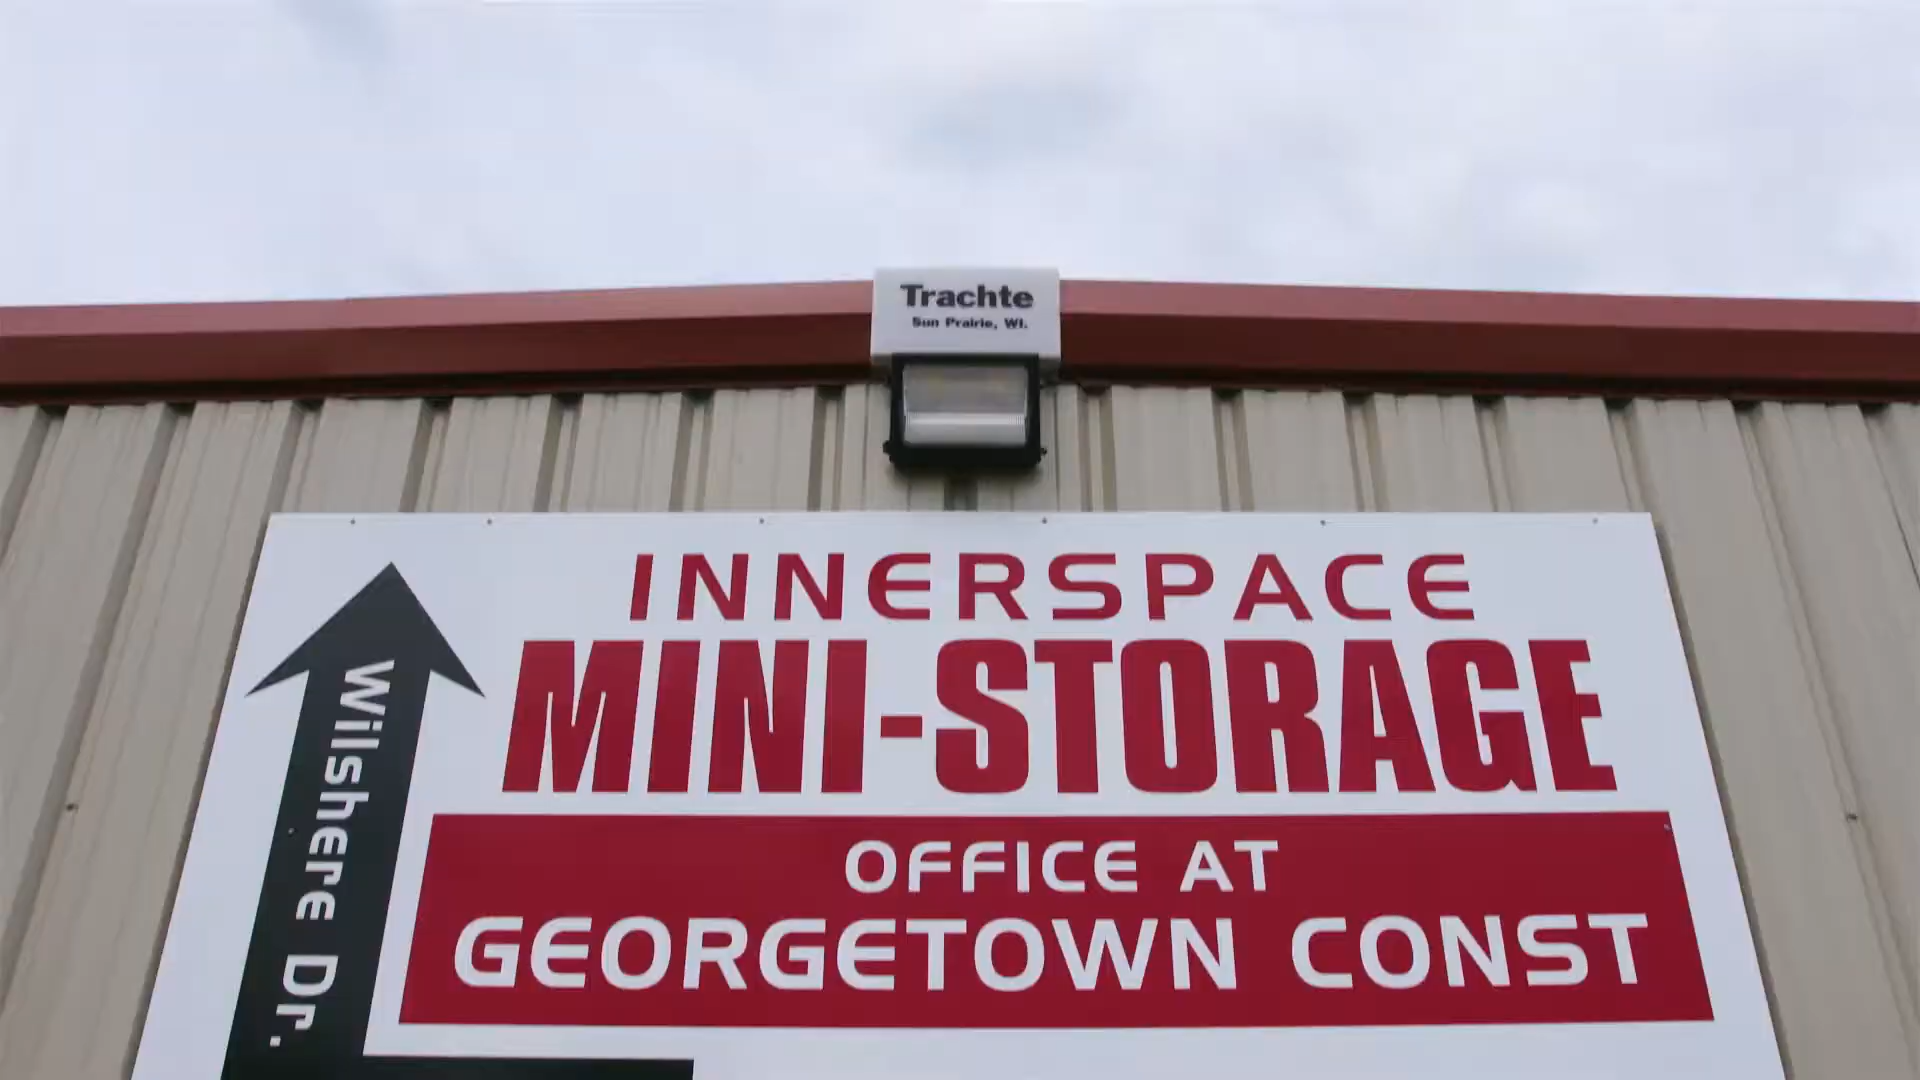 Trachte
Sun Prairie, WI.
INNERSPACE
MINI-STORAGE
OFFICE AT
GEORGETOWN CONST
Wilshere Dr.